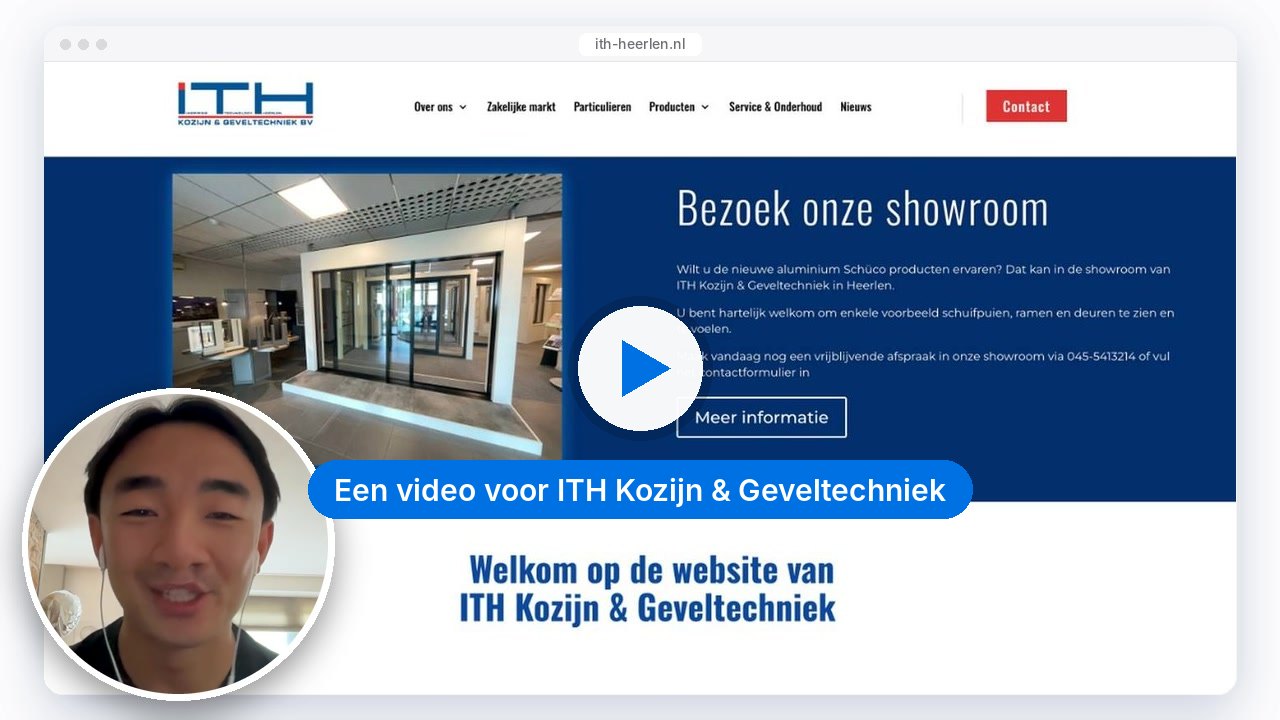 ith-heerlen.nl
ITH
KOZIJN & GEVELTECHNIEK BV
Over ons
Zakelijke markt
Particulieren
Producten
Service & Onderhoud
Nieuws
Contact
Bezoek onze showroom
Wilt u de nieuwe aluminium Schüco producten ervaren? Dat kan in de showroom van
ITH Kozijn & Geveltechniek in Heerlen.
U bent hartelijk welkom om enkele voorbeeld schuifpuien, ramen en deuren te zien en
voelen.
vandaag nog een vrijblijvende afspraak in onze showroom via 045-5413214 of vul
contactformulier in
Meer informatie
Een video voor ITH Kozijn & Geveltechniek
Welkom op de website van
ITH Kozijn & Geveltechniek